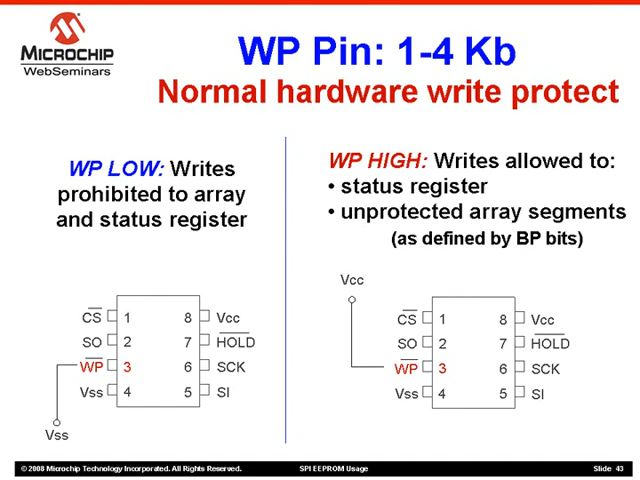 MICROCHIP
WebSeminars
WP Pin: 1-4 Kb
Normal hardware write protect
WP LOW: Writes
prohibited to array
and status register
WP HIGH: Writes allowed to:
• status register
• unprotected array segments
(as defined by BP bits)
CS 1 8 Vcc
SO 2 7 HOLD
WP 3 6 SCK
Vss 4 5 SI
Vss
Vcc
CS 1 8 Vcc
SO 2 7 HOLD
WP 3 6 SCK
Vss 4 5 SI
© 2008 Microchip Technology Incorporated. All Rights Reserved. SPI EEPROM Usage Slide 43